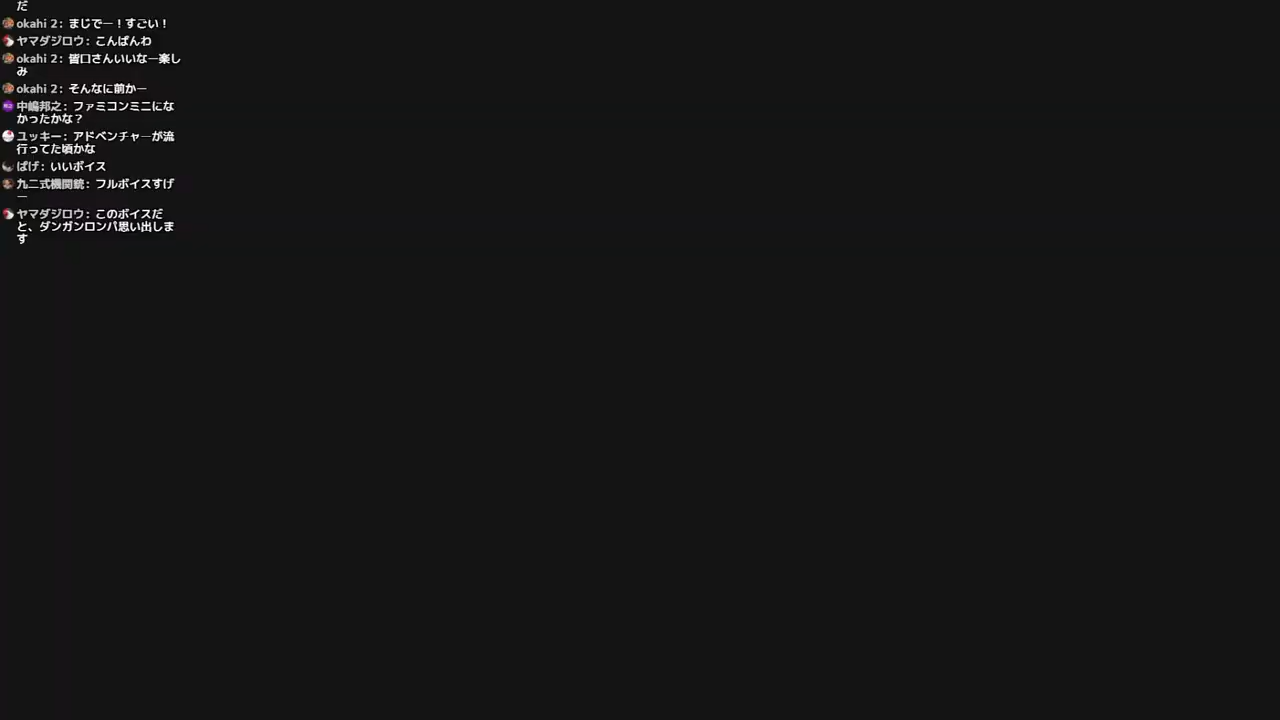 だ
okahi 2: まじでー！すごい！
ヤマダジロウ: こんばんわ
okahi 2: 皆口さんいいなー楽し
み
okahi 2: そんなに前かー
中嶋邦之: ファミコンミニにな
かったかな？
ユッキー: アドベンチャーが流
行ってた頃かな
ぱげ: いいボイス
九二式機関銃: フルボイスすげ
ー
ヤマダジロウ: このボイスだ
と、ダンガンロンパ思い出しま
す